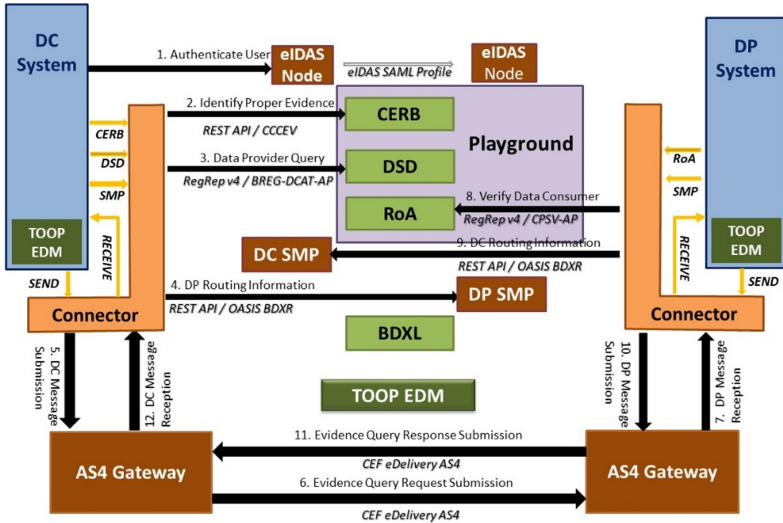 DC
System
1. Authenticate User
eIDAS
Node
eIDAS SAML Profile
eIDAS
Node
DP
System
2. Identify Proper Evidence
REST API / CCCEV
CERB
Playground
CERB
DSD
SMP
3. Data Provider Query
RegRep v4 / BREG-DCAT-AP
DSD
RoA
SMP
8. Verify Data Consumer
RegRep v4 / CPSV-AP
RoA
TOOP
EDM
RECEIVE
SEND
DC SMP
9. DC Routing Information
REST API / OASIS BDXR
RECEIVE
TOOP
EDM
SEND
4. DP Routing Information
REST API / OASIS BDXR
DP SMP
Connector
BDXL
Connector
5. DC Message
Submission
12. DC Message
Reception
TOOP EDM
10. DP Message
Submission
7. DP Message
Reception
AS4 Gateway
11. Evidence Query Response Submission
CEF eDelivery AS4
6. Evidence Query Request Submission
CEF eDelivery AS4
AS4 Gateway